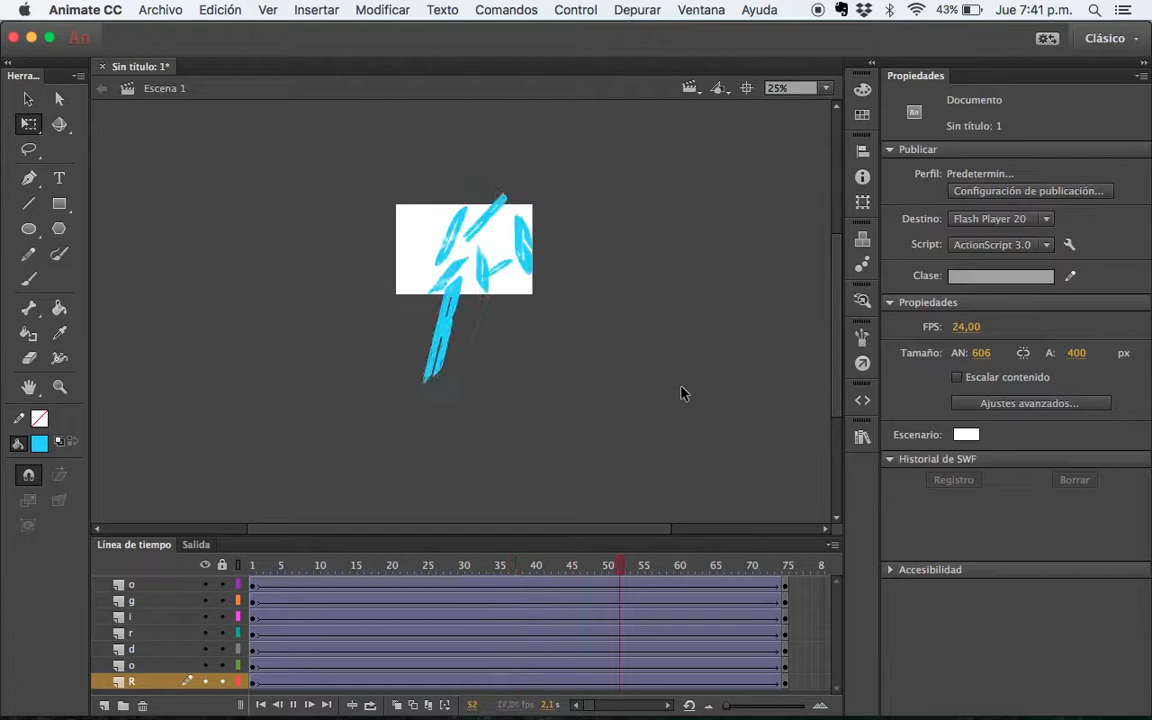 Animate CC Archivo Edición Ver Insertar Modificar Texto Comandos Control Depurar Ventana Ayuda 43% Jue 7:41 p.m.
An Clásico
Herra... × Sin título: 1* Propiedades
Escena 1 25%
Documento
An Sin título: 1
Publicar
Perfil: Predetermin...
Configuración de publicación...
Destino: Flash Player 20
Script: ActionScript 3.0
Clase:
Propiedades
FPS: 24,00
Tamaño: AN: 606 A: 400 px
Escalar contenido
Ajustes avanzados...
Escenario:
Historial de SWF
Registro Borrar
Accesibilidad
Línea de tiempo Salida
1 5 10 15 20 25 30 35 40 45 50 55 60 65 70 75 8
o
g
i
r
d
o
R
52 2,1 s